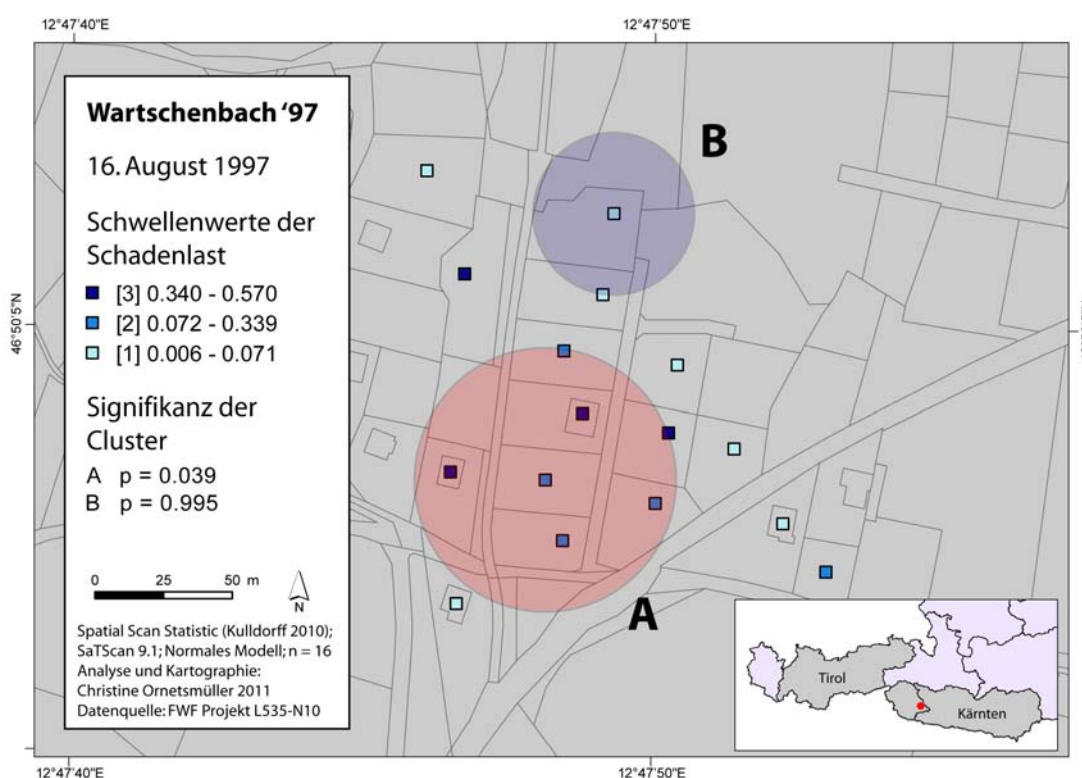 12°47'40"E
12°47'50"E
46°50'5"N
Wartschenbach ‘97
16. August 1997
Schwellenwerte der
Schadenlast
[3] 0.340 - 0.570
[2] 0.072 - 0.339
[1] 0.006 - 0.071
Signifikanz der
Cluster
A p = 0.039
B p = 0.995
0 25 50 m
N
Spatial Scan Statistic (Kulldorff 2010);
SaTScan 9.1; Normales Modell; n = 16
Analyse und Kartographie:
Christine Ornetsmüller 2011
Datenquelle: FWF Projekt L535-N10
B
A
Tirol
Kärnten
12°47'40"E
12°47'50"E